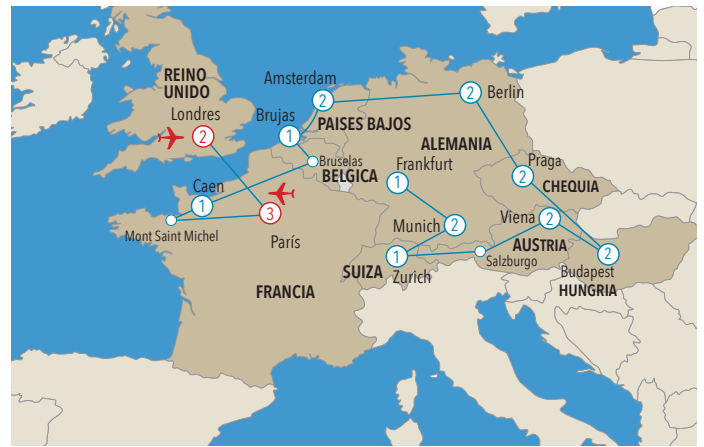 REINO
UNIDO
Londres
2
Amsterdam
2
Brujas
1
PAISES BAJOS
2
Berlin
ALEMANIA
Bruselas
BELGICA
Frankfurt
1
Praga
2
CHEQUIA
Caen
1
Mont Saint Michel
3
París
Munich
2
Viena
2
AUSTRIA
Salzburgo
2
Budapest
HUNGRIA
SUIZA
1
Zurich
FRANCIA